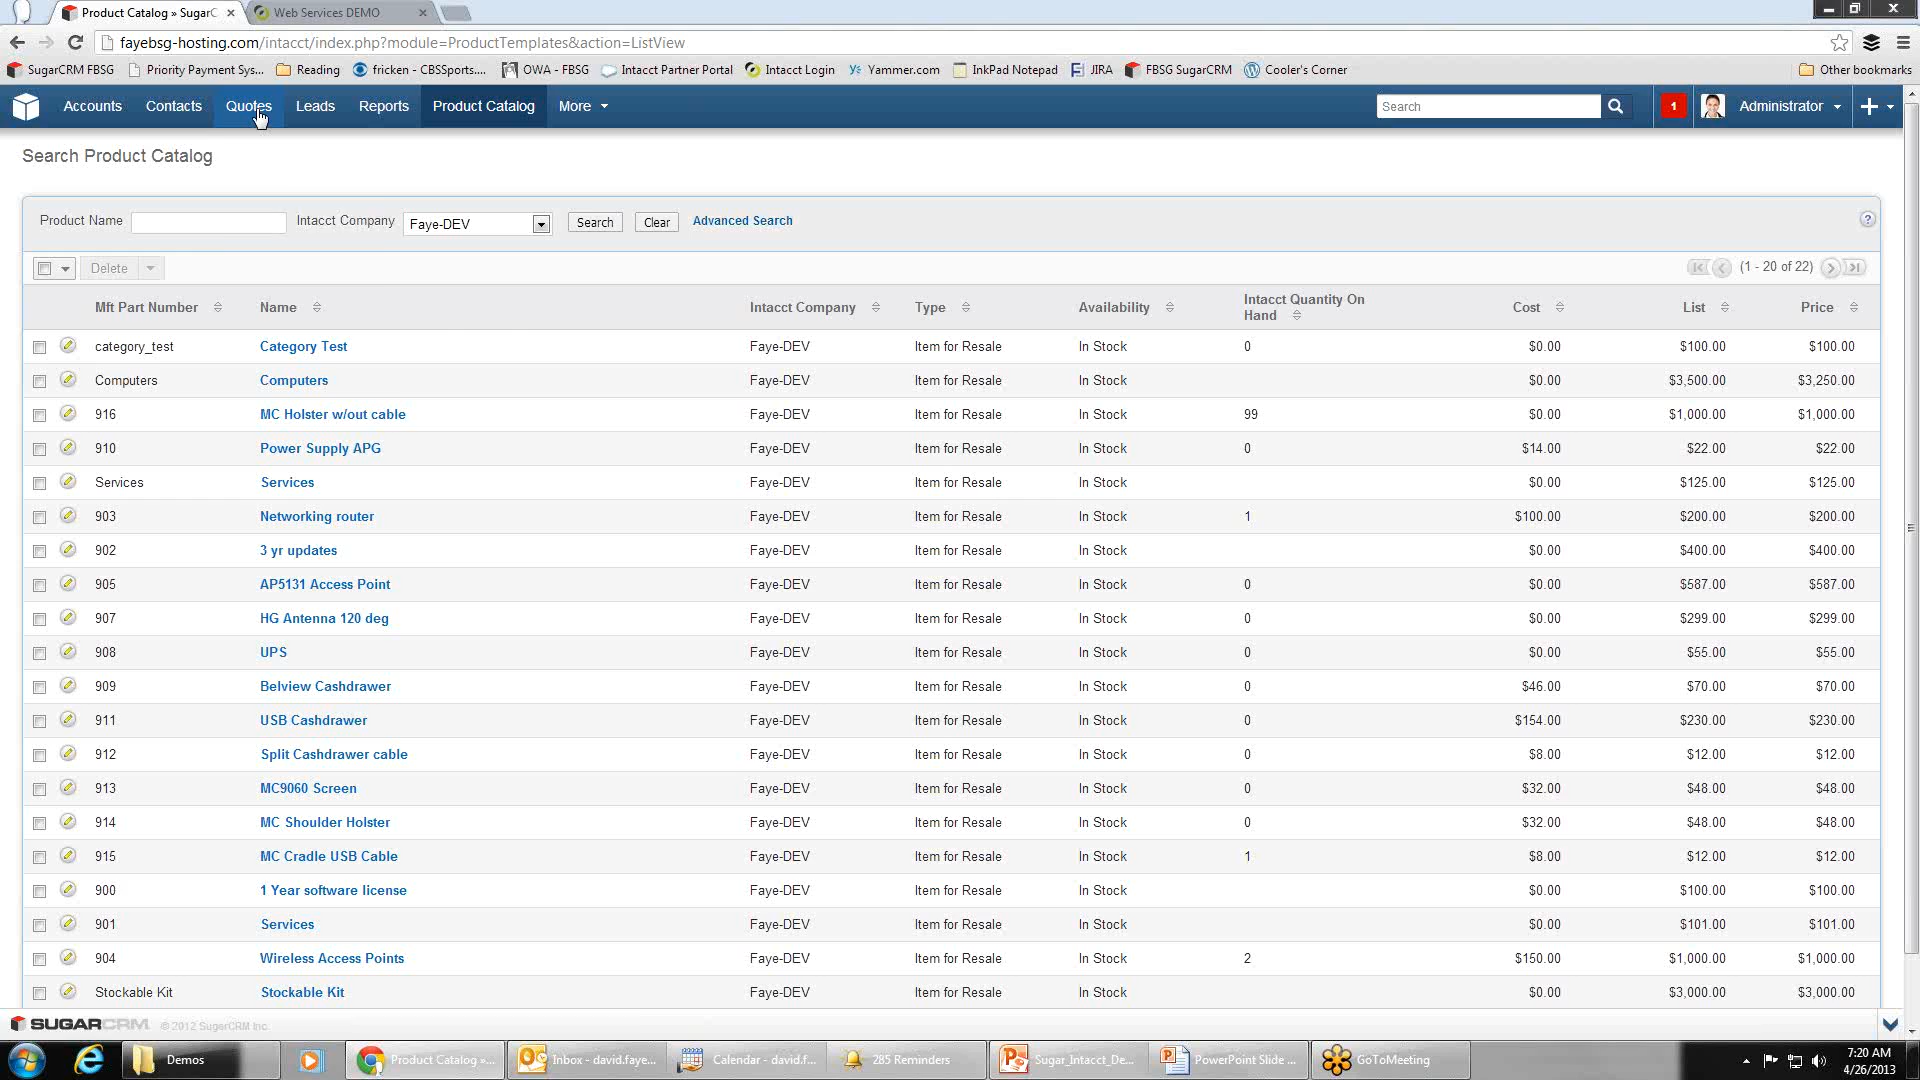 Product Catalog » SugarC
Web Services DEMO
fayebsg-hosting.com/intacct/index.php?module=ProductTemplates&action=ListView
SugarCRM FBSG Priority Payment Sys... Reading fricken - CBSSports.... OWA - FBSG Intacct Partner Portal Intacct Login Yammer.com InkPad Notepad JIRA FBSG SugarCRM Cooler's Corner Other bookmarks
Accounts Contacts Quotes Leads Reports Product Catalog More Search 1 Administrator
Search Product Catalog
Product Name Intacct Company Faye-DEV Search Clear Advanced Search
Delete (1 - 20 of 22)
Mft Part Number Name Intacct Company Type Availability Intacct Quantity On Hand Cost List Price
category_test Category Test Faye-DEV Item for Resale In Stock 0 $0.00 $100.00 $100.00
Computers Computers Faye-DEV Item for Resale In Stock $0.00 $3,500.00 $3,250.00
916 MC Holster w/out cable Faye-DEV Item for Resale In Stock 99 $0.00 $1,000.00 $1,000.00
910 Power Supply APG Faye-DEV Item for Resale In Stock 0 $14.00 $22.00 $22.00
Services Services Faye-DEV Item for Resale In Stock $0.00 $125.00 $125.00
903 Networking router Faye-DEV Item for Resale In Stock 1 $100.00 $200.00 $200.00
902 3 yr updates Faye-DEV Item for Resale In Stock $0.00 $400.00 $400.00
905 AP5131 Access Point Faye-DEV Item for Resale In Stock 0 $0.00 $587.00 $587.00
907 HG Antenna 120 deg Faye-DEV Item for Resale In Stock 0 $0.00 $299.00 $299.00
908 UPS Faye-DEV Item for Resale In Stock 0 $0.00 $55.00 $55.00
909 Belview Cashdrawer Faye-DEV Item for Resale In Stock 0 $46.00 $70.00 $70.00
911 USB Cashdrawer Faye-DEV Item for Resale In Stock 0 $154.00 $230.00 $230.00
912 Split Cashdrawer cable Faye-DEV Item for Resale In Stock 0 $8.00 $12.00 $12.00
913 MC9060 Screen Faye-DEV Item for Resale In Stock 0 $32.00 $48.00 $48.00
914 MC Shoulder Holster Faye-DEV Item for Resale In Stock 0 $32.00 $48.00 $48.00
915 MC Cradle USB Cable Faye-DEV Item for Resale In Stock 1 $8.00 $12.00 $12.00
900 1 Year software license Faye-DEV Item for Resale In Stock $0.00 $100.00 $100.00
901 Services Faye-DEV Item for Resale In Stock $0.00 $101.00 $101.00
904 Wireless Access Points Faye-DEV Item for Resale In Stock 2 $150.00 $1,000.00 $1,000.00
Stockable Kit Stockable Kit Faye-DEV Item for Resale In Stock $0.00 $3,000.00 $3,000.00
SUGARCRM © 2012 SugarCRM Inc.
Demos Product Catalog »... Inbox - david.faye... Calendar - david.f... 285 Reminders Sugar_Intacct_De... PowerPoint Slide ... GoToMeeting 7:20 AM
4/26/2013